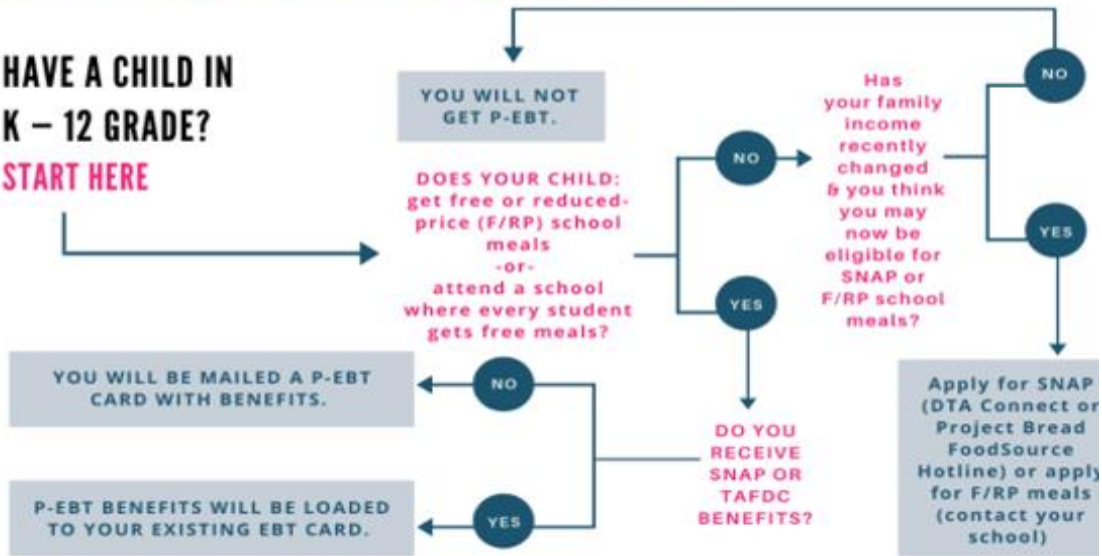 HAVE A CHILD IN
K – 12 GRADE?
START HERE
YOU WILL NOT
GET P-EBT.
DOES YOUR CHILD:
get free or reduced-
price (F/RP) school
meals
-or-
attend a school
where every student
gets free meals?
NO
YES
Has
your family
income
recently
changed
& you think
you may
now be
eligible for
SNAP or
F/RP school
meals?
NO
YES
Apply for SNAP
(DTA Connect or
Project Bread
FoodSource
Hotline) or apply
for F/RP meals
(contact your
school)
DO YOU
RECEIVE
SNAP OR
TAFDC
BENEFITS?
NO
YOU WILL BE MAILED A P-EBT
CARD WITH BENEFITS.
YES
P-EBT BENEFITS WILL BE LOADED
TO YOUR EXISTING EBT CARD.